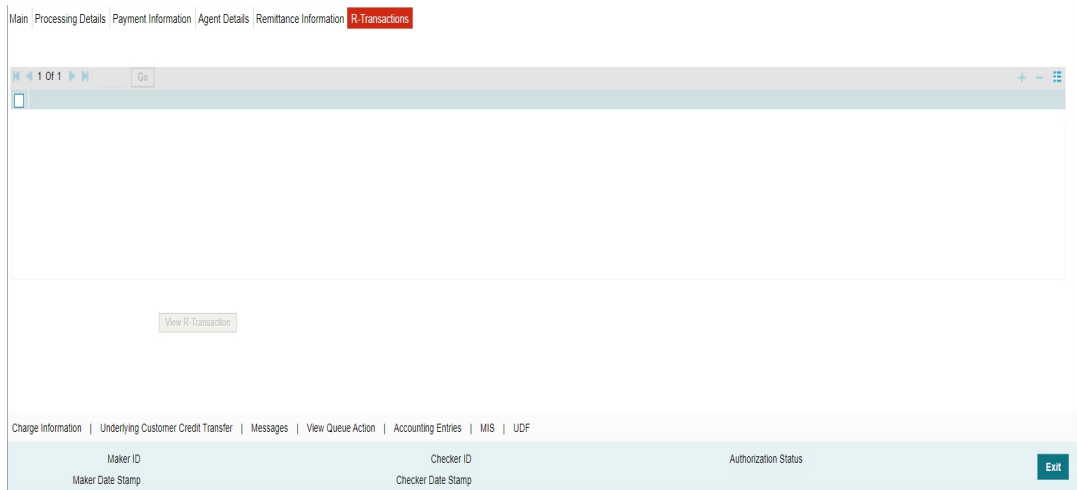 Main Processing Details Payment Information Agent Details Remittance Information R-Transactions
1 Of 1 Go
View R-Transaction
Charge Information | Underlying Customer Credit Transfer | Messages | View Queue Action | Accounting Entries | MIS | UDF
Maker ID Checker ID Authorization Status
Exit
Maker Date Stamp Checker Date Stamp